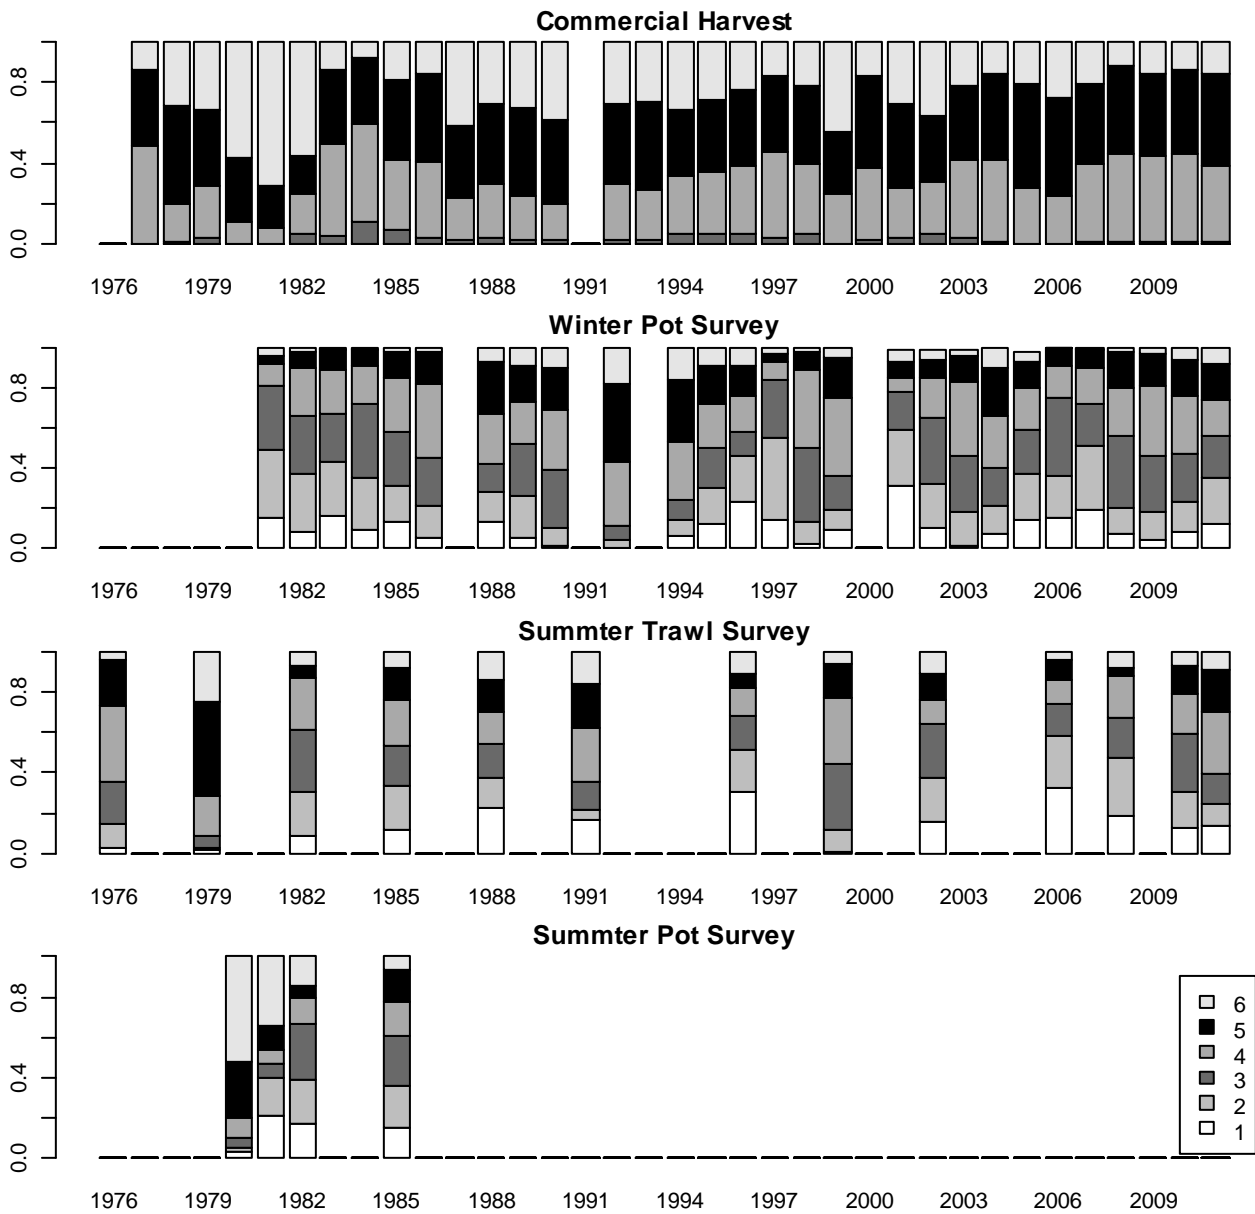 Commercial Harvest
0.0 0.4 0.8
1976 1979 1982 1985 1988 1991 1994 1997 2000 2003 2006 2009
Winter Pot Survey
0.0 0.4 0.8
1976 1979 1982 1985 1988 1991 1994 1997 2000 2003 2006 2009
Summter Trawl Survey
0.0 0.4 0.8
1976 1979 1982 1985 1988 1991 1994 1997 2000 2003 2006 2009
Summter Pot Survey
0.0 0.4 0.8
6
5
4
3
2
1
1976 1979 1982 1985 1988 1991 1994 1997 2000 2003 2006 2009